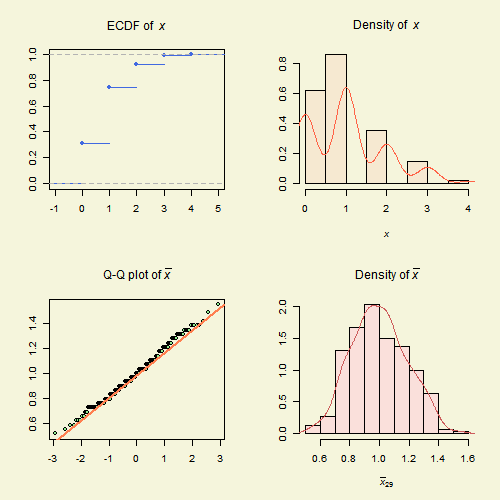 ECDF of x
0.0 0.2 0.4 0.6 0.8 1.0
-1 0 1 2 3 4 5
Density of x
0.0 0.2 0.4 0.6 0.8
0 1 2 3 4
x
Q-Q plot of x̅
0.6 0.8 1.0 1.2 1.4
-3 -2 -1 0 1 2 3
Density of x̅
0.0 0.5 1.0 1.5 2.0
0.6 0.8 1.0 1.2 1.4 1.6
x̅₂₉